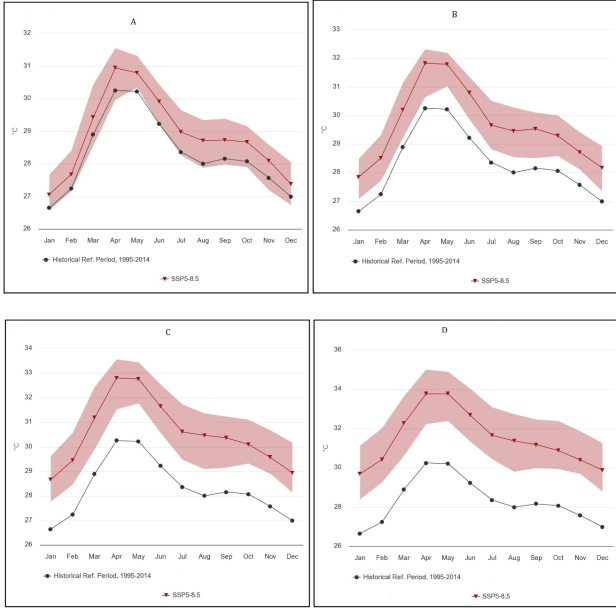 A
32
31
30
29
28
27
26
°C
Jan Feb Mar Apr May Jun Jul Aug Sep Oct Nov Dec
Historical Ref. Period, 1995-2014
SSP5-8.5
B
33
32
31
30
29
28
27
26
°C
Jan Feb Mar Apr May Jun Jul Aug Sep Oct Nov Dec
Historical Ref. Period, 1995-2014
SSP5-8.5
C
34
33
32
31
30
29
28
27
26
°C
Jan Feb Mar Apr May Jun Jul Aug Sep Oct Nov Dec
Historical Ref. Period, 1995-2014
SSP5-8.5
D
36
34
32
30
28
26
°C
Jan Feb Mar Apr May Jun Jul Aug Sep Oct Nov Dec
Historical Ref. Period, 1995-2014
SSP5-8.5